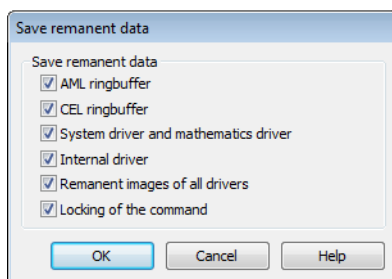 Save remanent data
Save remanent data
AML ringbuffer
CEL ringbuffer
System driver and mathematics driver
Internal driver
Remanent images of all drivers
Locking of the command
OK Cancel Help